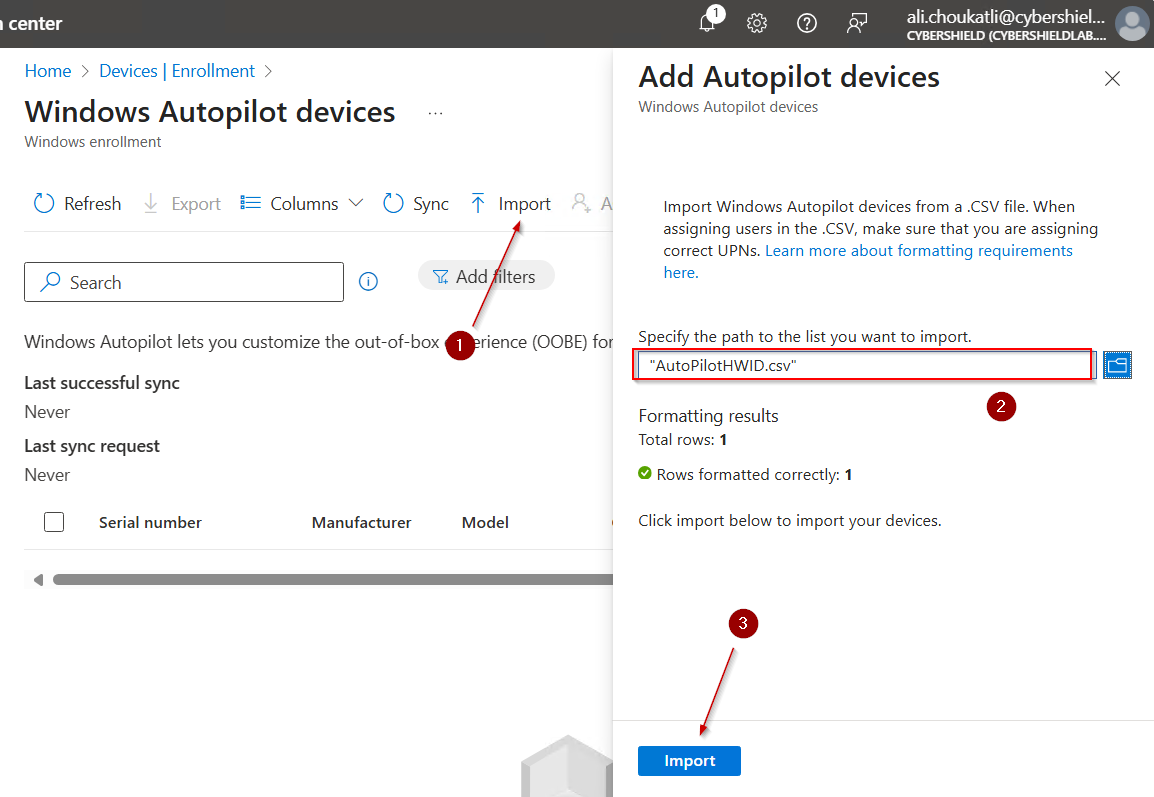 n center
1
ali.choukatli@cybershiel...
CYBERSHIELD (CYBERSHIELDLAB....
Home > Devices | Enrollment >
Windows Autopilot devices ...
Windows enrollment
Refresh Export Columns Sync Import A
Search
Add filters
Windows Autopilot lets you customize the out-of-box erience (OOBE) for
1
Last successful sync
Never
Last sync request
Never
Serial number Manufacturer Model
Add Autopilot devices
Windows Autopilot devices
Import Windows Autopilot devices from a .CSV file. When
assigning users in the .CSV, make sure that you are assigning
correct UPNs. Learn more about formatting requirements
here.
Specify the path to the list you want to import.
"AutoPilotHWID.csv"
2
Formatting results
Total rows: 1
Rows formatted correctly: 1
Click import below to import your devices.
3
Import